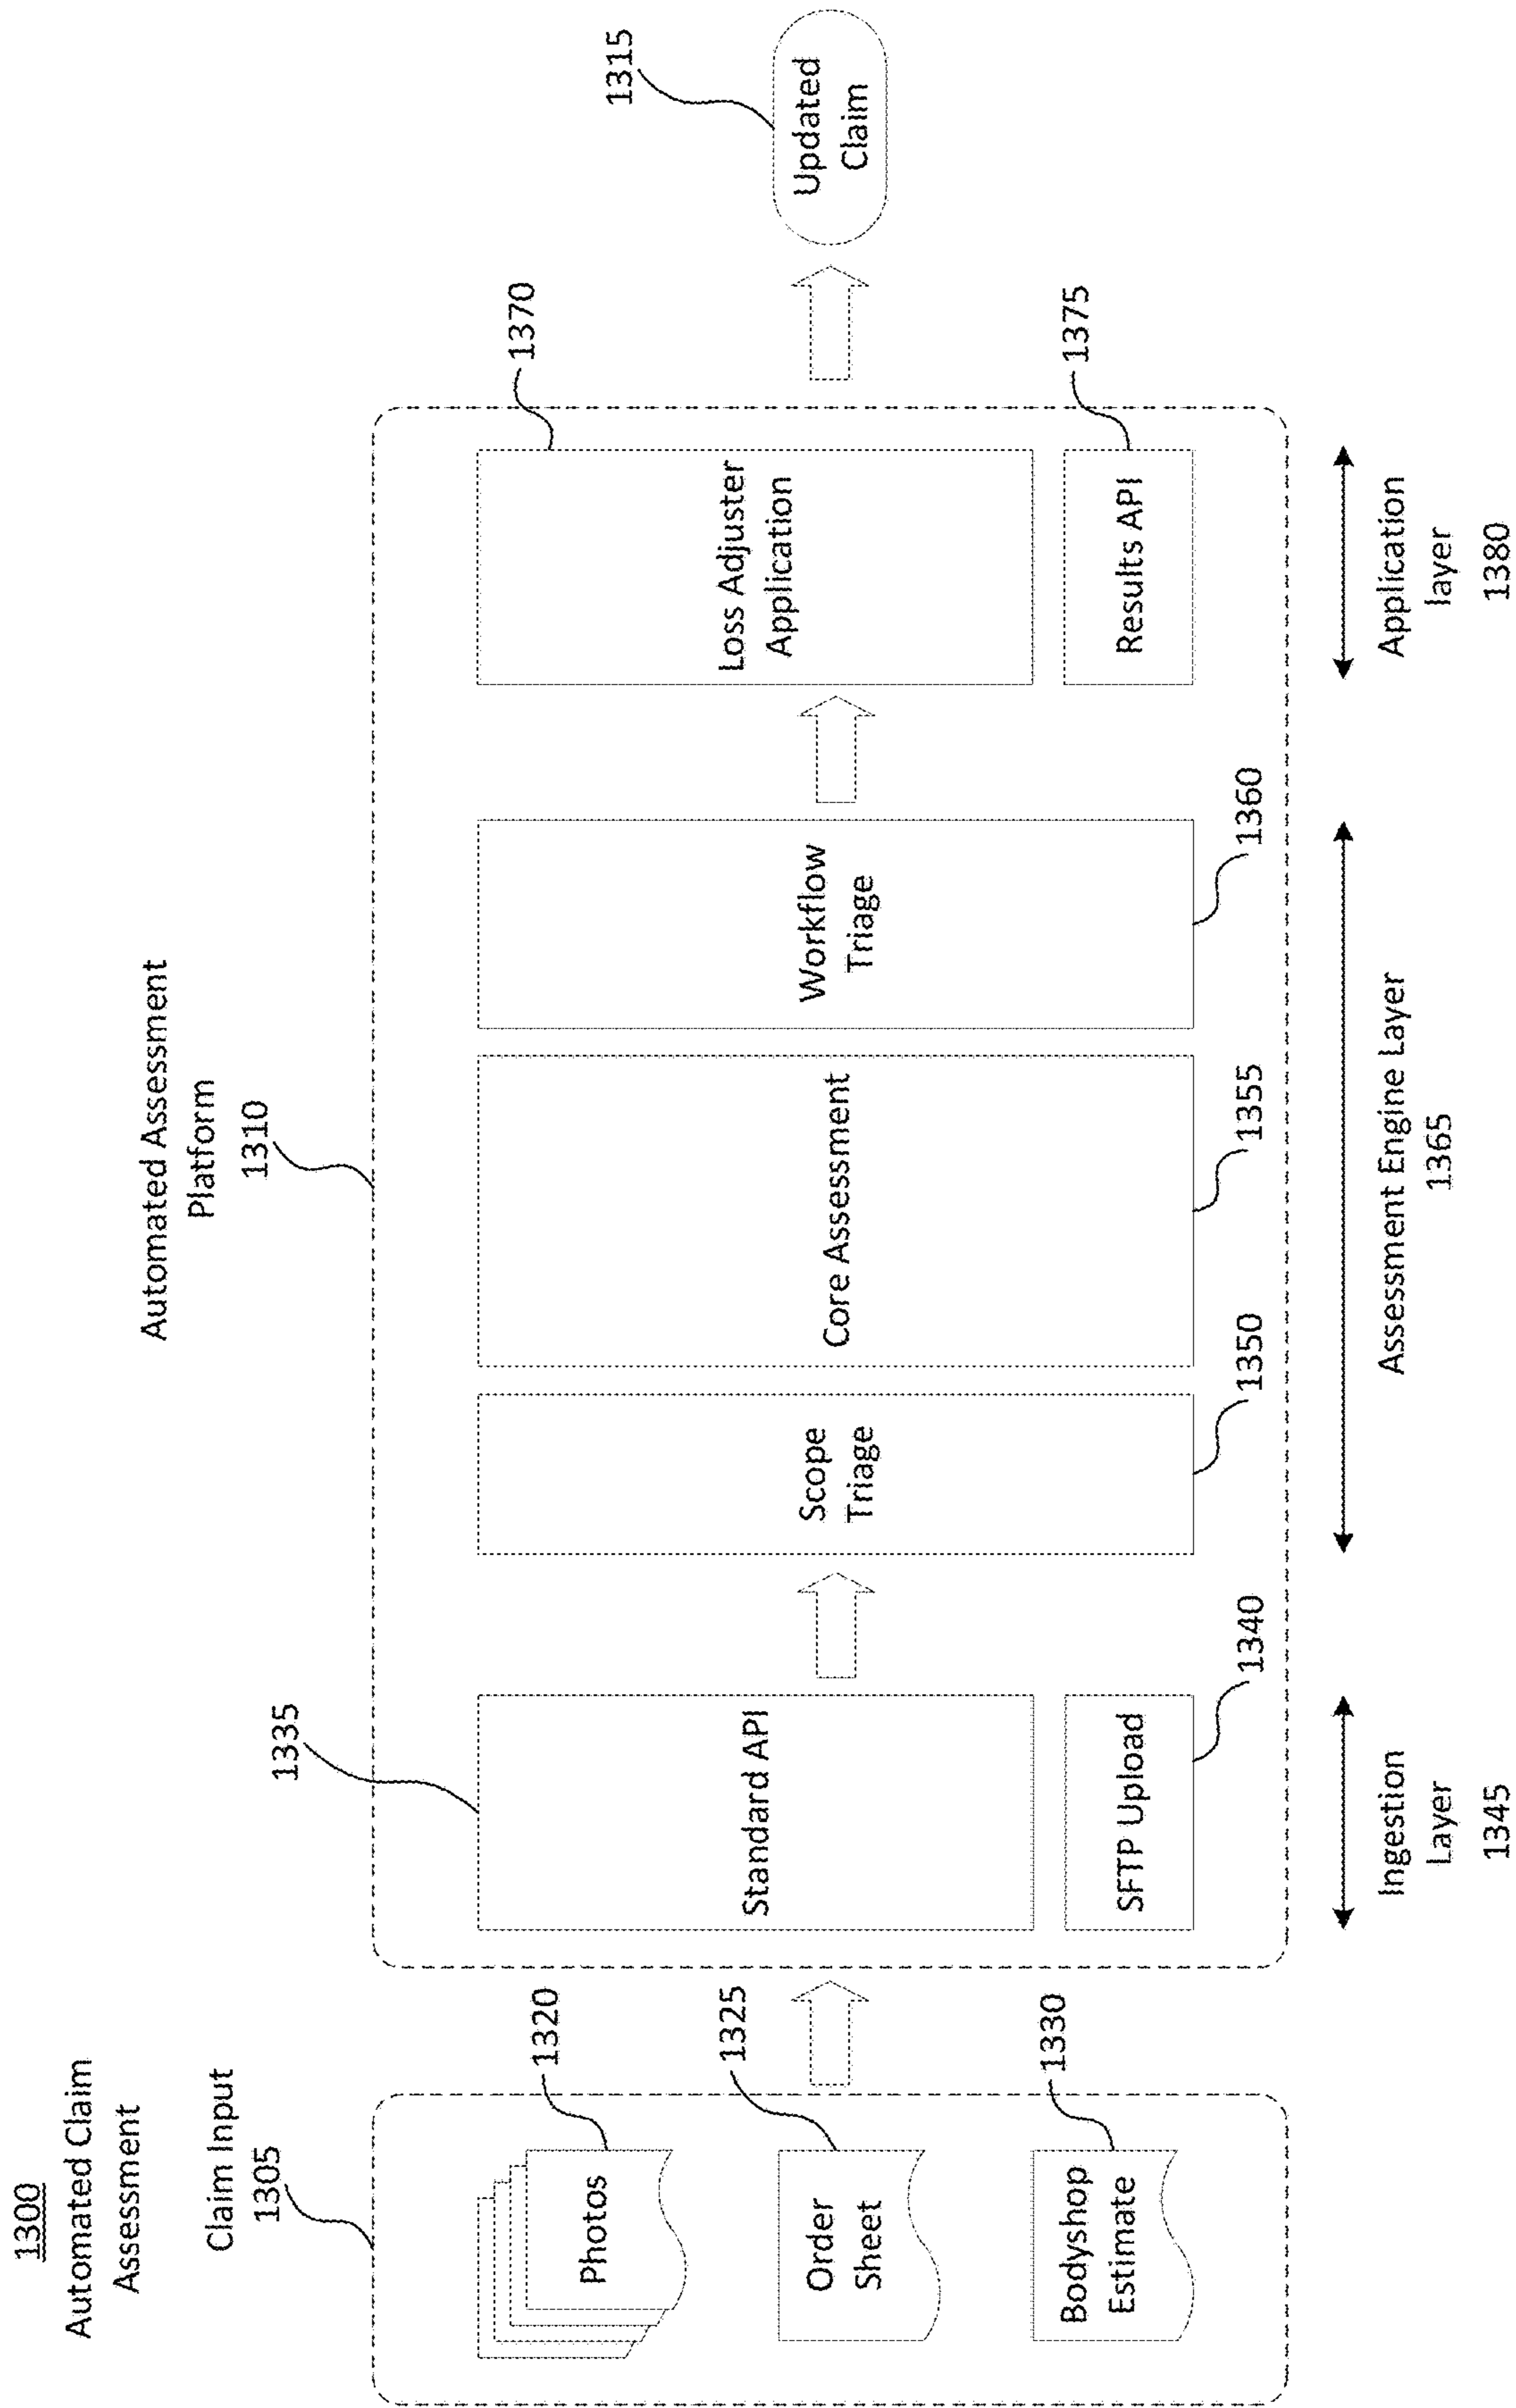 1300
Automated Claim
Assessment
Claim Input
1305
Photos
1320
Order
Sheet
1325
Bodyshop
Estimate
1330
Automated Assessment
Platform
1310
1335
Standard API
SFTP Upload
1340
Ingestion
Layer
1345
Scope
Triage
1350
Core Assessment
1355
Workflow
Triage
1360
Assessment Engine Layer
1365
Loss Adjuster
Application
1370
Results API
1375
Application
layer
1380
Updated
Claim
1315